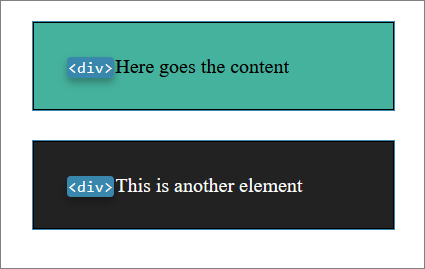 <div>Here goes the content
<div>This is another element